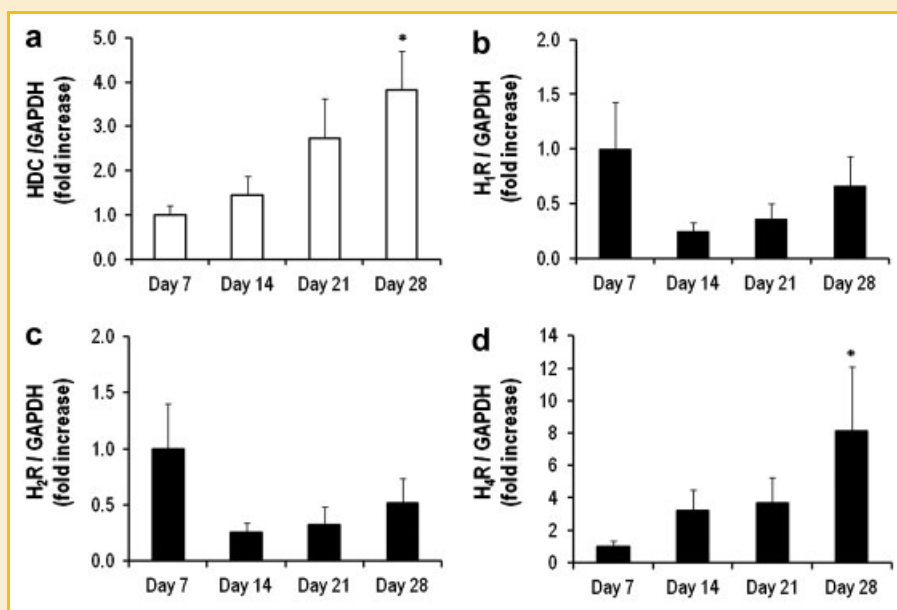 a
HDC /GAPDH
(fold increase)
5.0
4.0
3.0
2.0
1.0
0.0
*
Day 7 Day 14 Day 21 Day 28
b
H₁R / GAPDH
(fold increase)
2.0
1.5
1.0
0.5
0.0
Day 7 Day 14 Day 21 Day 28
c
H₂R / GAPDH
(fold increase)
2.0
1.5
1.0
0.5
0.0
Day 7 Day 14 Day 21 Day 28
d
H₄R / GAPDH
(fold increase)
14
12
10
8
6
4
2
0
*
Day 7 Day 14 Day 21 Day 28